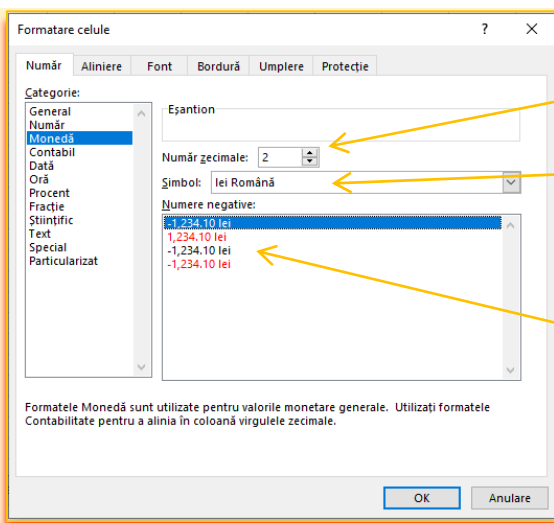 Formatare celule
?
Număr Aliniere Font Bordură Umplere Protecție
Categorie:
General
Număr
Monedă
Contabil
Dată
Oră
Procent
Fracție
Științific
Text
Special
Particularizat
Eșantion
Număr zecimale: 2
Simbol: lei Română
Numere negative:
-1,234.10 lei
1,234.10 lei
-1,234.10 lei
-1,234.10 lei
Formatele Monedă sunt utilizate pentru valorile monetare generale. Utilizați formatele
Contabilitate pentru a alinia în coloană virgulele zecimale.
OK Anulare